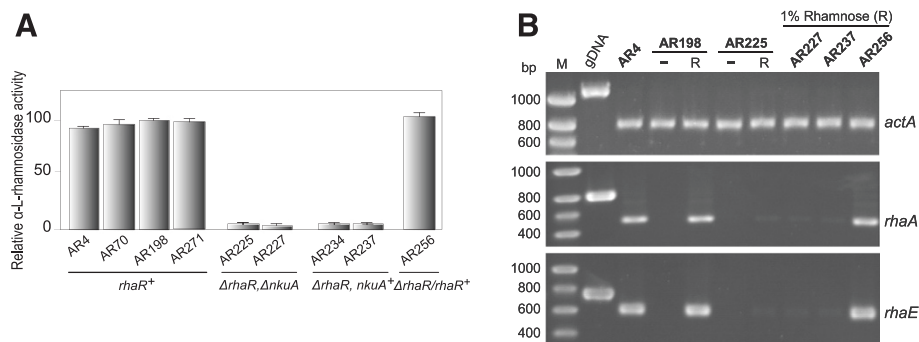 A
Relative α-L-rhamnosidase activity
100
50
0
AR4 AR70 AR198 AR271 AR225 AR227 AR234 AR237 AR256
rhaR+ ΔrhaR,ΔnkuA ΔrhaR, nkuA+ ΔrhaR/rhaR+
B
1% Rhamnose (R)
bp M gDNA AR4 AR198 AR225 AR227 AR237 AR256
– R – R
1000
800
600
actA
1000
800
600
400
rhaA
1000
800
600
400
rhaE